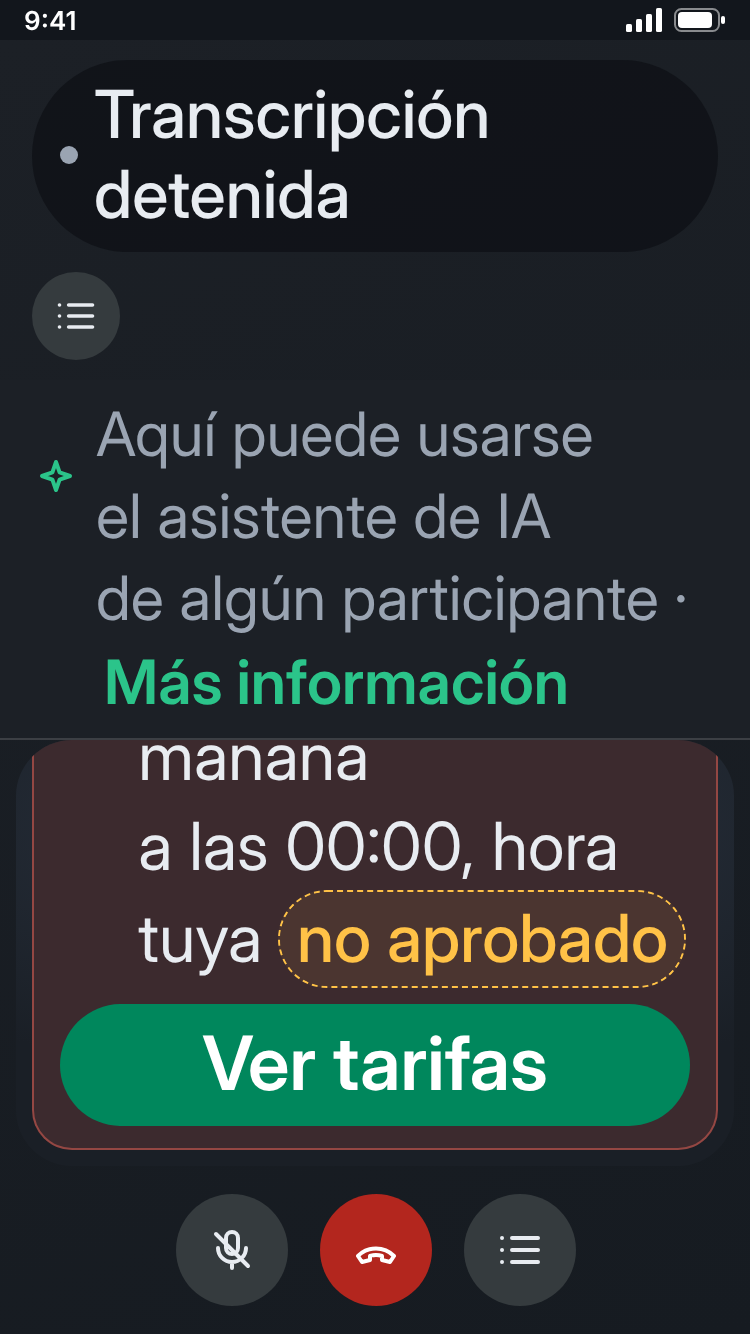 9:41
Transcripción
detenida
Aquí puede usarse
el asistente de IA
de algún participante ·
Más información
mañana
a las 00:00, hora
tuya no aprobado
Ver tarifas